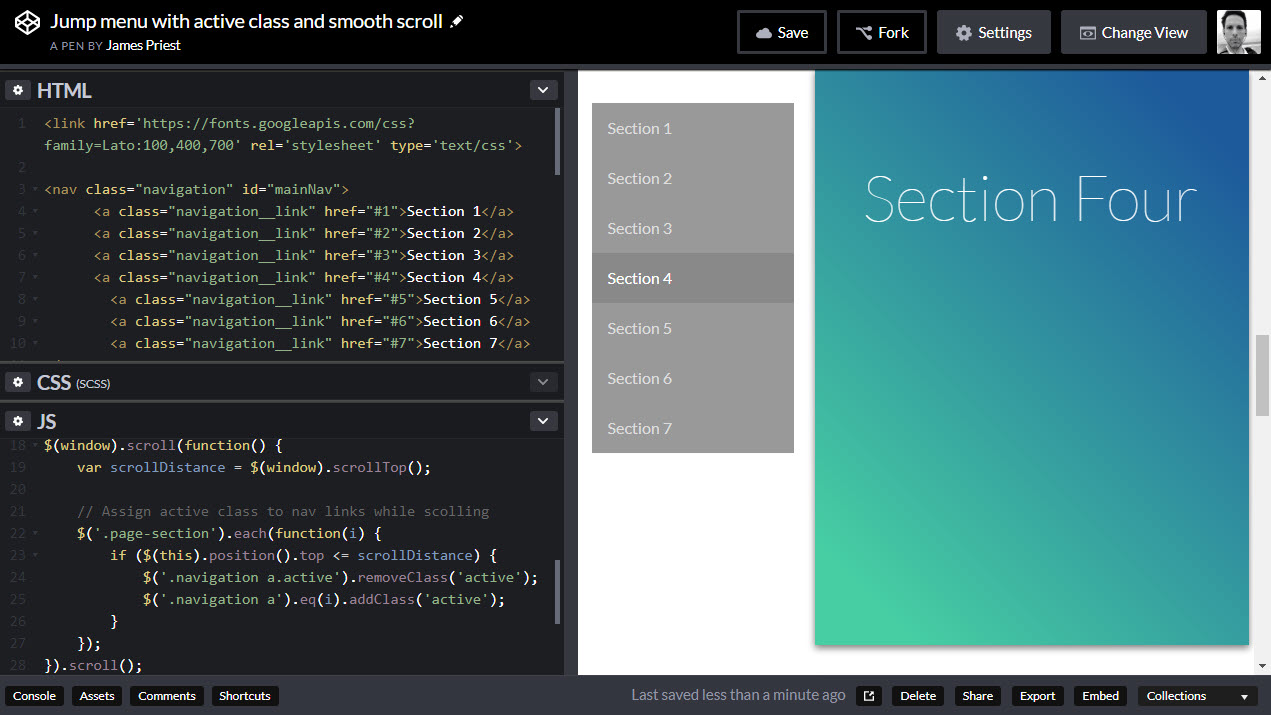 Jump menu with active class and smooth scroll
A PEN BY James Priest
Save
Fork
Settings
Change View
HTML
1 <link href='https://fonts.googleapis.com/css?
family=Lato:100,400,700' rel='stylesheet' type='text/css'>
2
3 <nav class="navigation" id="mainNav">
4 <a class="navigation__link" href="#1">Section 1</a>
5 <a class="navigation__link" href="#2">Section 2</a>
6 <a class="navigation__link" href="#3">Section 3</a>
7 <a class="navigation__link" href="#4">Section 4</a>
8 <a class="navigation__link" href="#5">Section 5</a>
9 <a class="navigation__link" href="#6">Section 6</a>
10 <a class="navigation__link" href="#7">Section 7</a>
CSS (SCSS)
JS
18 $(window).scroll(function() {
19 var scrollDistance = $(window).scrollTop();
20
21 // Assign active class to nav links while scolling
22 $('.page-section').each(function(i) {
23 if ($(this).position().top <= scrollDistance) {
24 $('.navigation a.active').removeClass('active');
25 $('.navigation a').eq(i).addClass('active');
26 }
27 });
28 }).scroll();
Section 1
Section 2
Section 3
Section 4
Section 5
Section 6
Section 7
Section Four
Console
Assets
Comments
Shortcuts
Last saved less than a minute ago
Delete
Share
Export
Embed
Collections